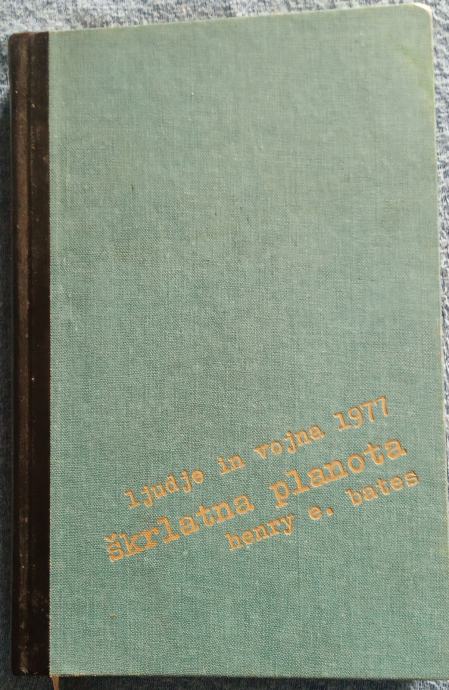 ljudje in vojna 1977
škrlatna planota
henry e. bates